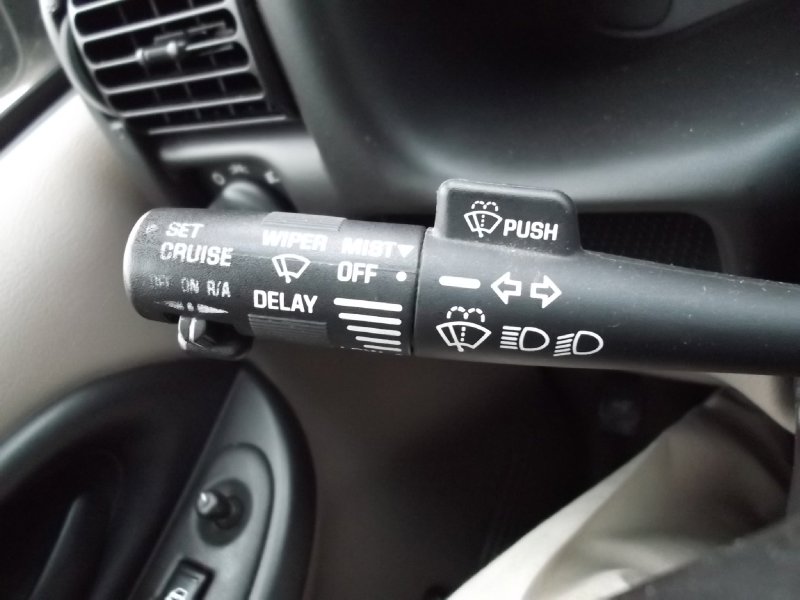 SET
CRUISE
OFF ON R/A
WIPER
DELAY
MIST
OFF
PUSH